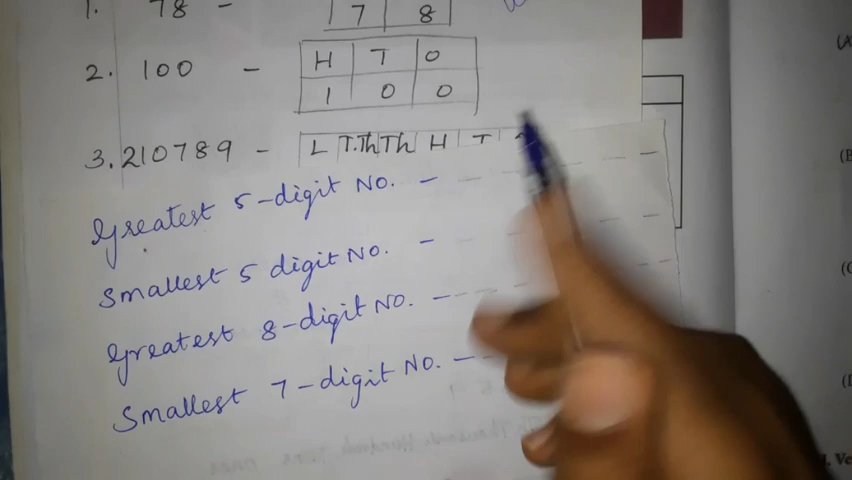 1. 78 - 7 8
2. 100 - H T O
1 0 0
3. 210789 - L T.Th Th H T
Greatest 5-digit No. -
Smallest 5 digit No. -
Greatest 8-digit No. -
Smallest 7-digit No. -